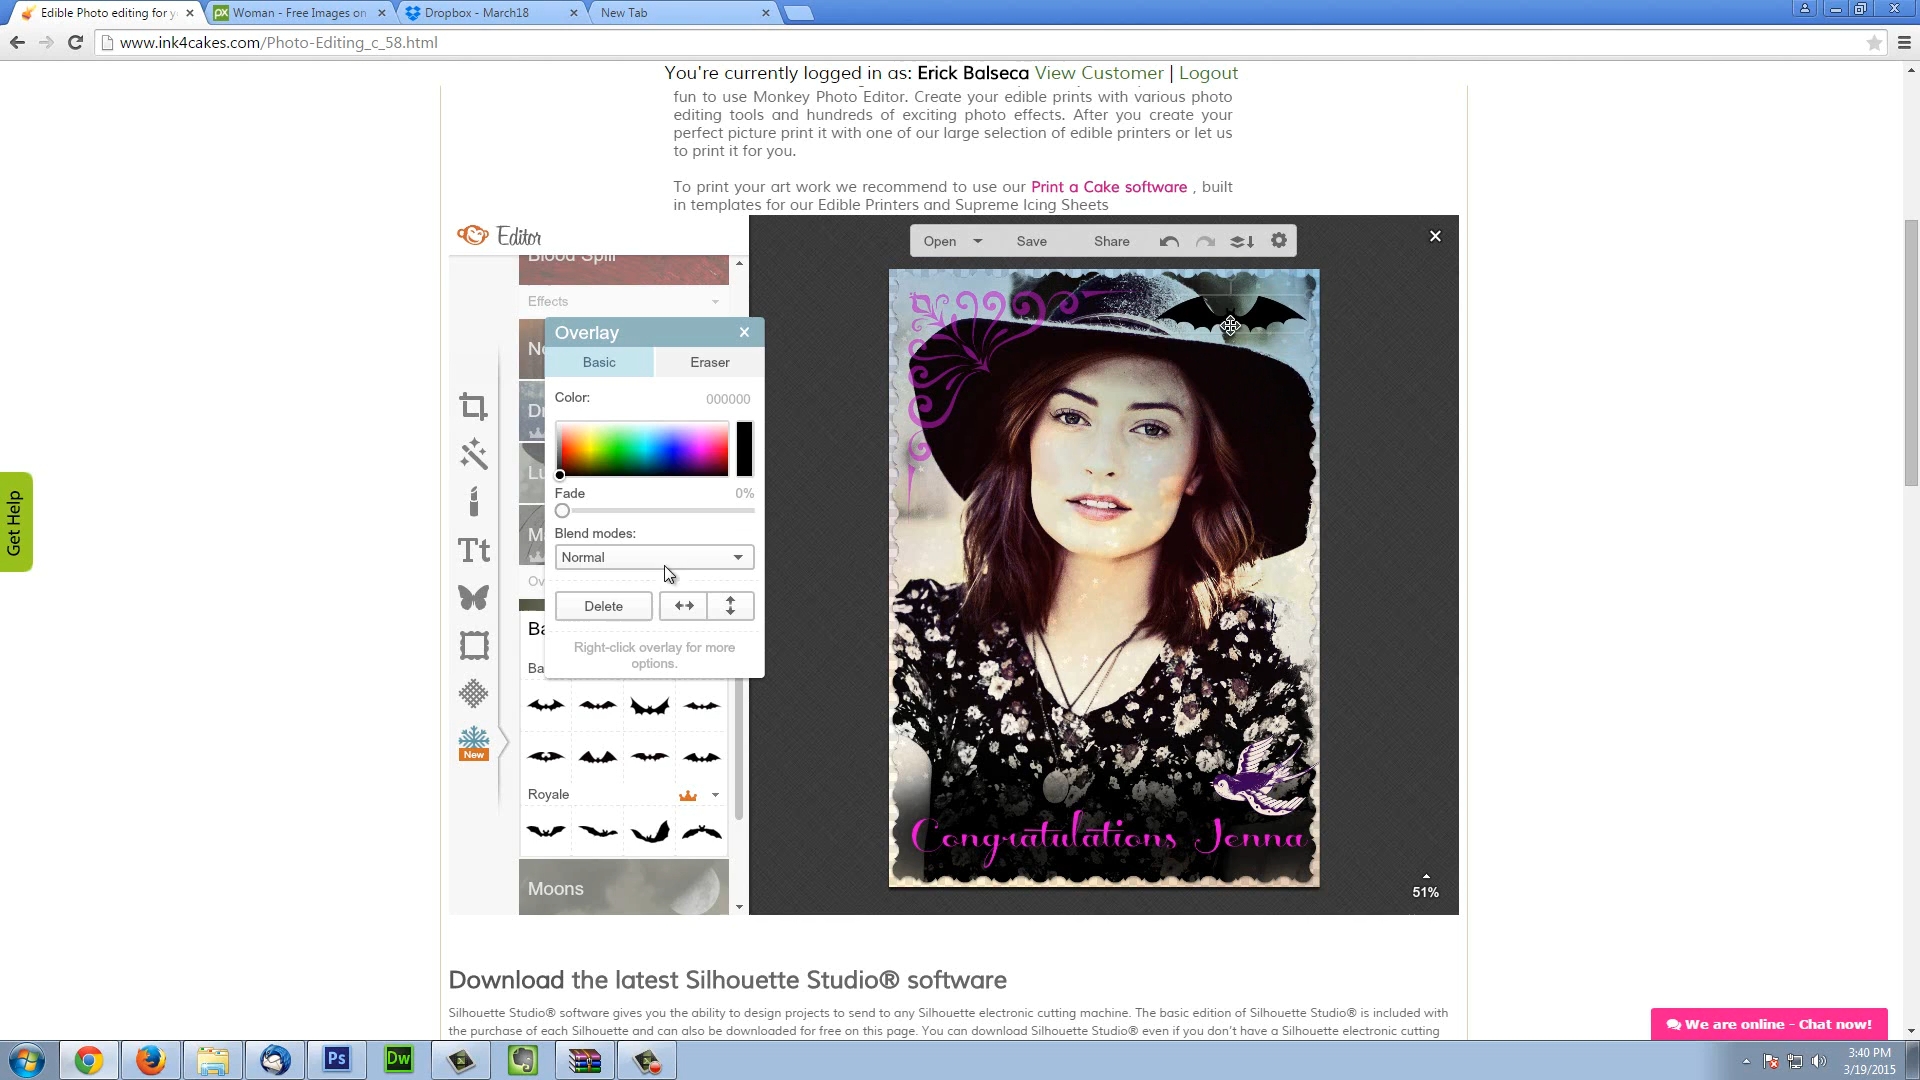 Edible Photo editing for y
Woman - Free Images on
Dropbox - March18
New Tab
www.ink4cakes.com/Photo-Editing_c_58.html
You're currently logged in as: Erick Balseca View Customer | Logout
fun to use Monkey Photo Editor. Create your edible prints with various photo
editing tools and hundreds of exciting photo effects. After you create your
perfect picture print it with one of our large selection of edible printers or let us
to print it for you.
To print your art work we recommend to use our Print a Cake software , built
in templates for our Edible Printers and Supreme Icing Sheets
Editor
Open
Save
Share
Blood Spill
Effects
Overlay
Basic
Eraser
Color:
000000
Fade
0%
Blend modes:
Normal
Delete
Right-click overlay for more
options.
Royale
Moons
New
Tt
Get Help
Congratulations Jenna
51%
Download the latest Silhouette Studio® software
Silhouette Studio® software gives you the ability to design projects to send to any Silhouette electronic cutting machine. The basic edition of Silhouette Studio® is included with
the purchase of each Silhouette and can also be downloaded for free on this page. You can download Silhouette Studio® even if you don't have a Silhouette electronic cutting
We are online - Chat now!
Ps
Dw
3:40 PM
3/19/2015